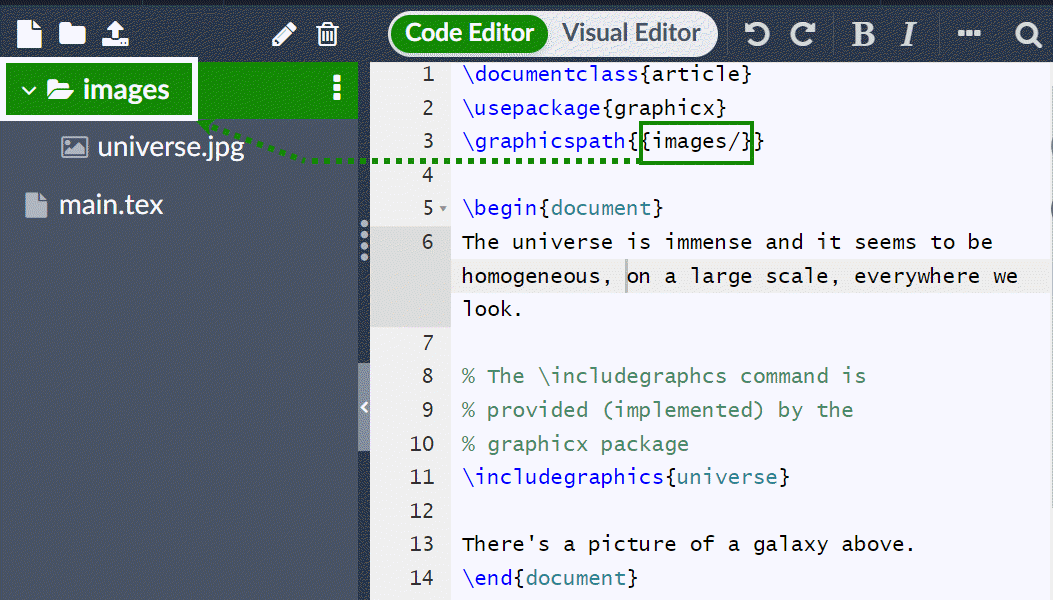 Code Editor Visual Editor B I
images
universe.jpg
main.tex
1 \documentclass{article}
2 \usepackage{graphicx}
3 \graphicspath{{images/}}
4
5 \begin{document}
6 The universe is immense and it seems to be
homogeneous, on a large scale, everywhere we
look.
7
8 % The \includegraphcs command is
9 % provided (implemented) by the
10 % graphicx package
11 \includegraphics{universe}
12
13 There's a picture of a galaxy above.
14 \end{document}